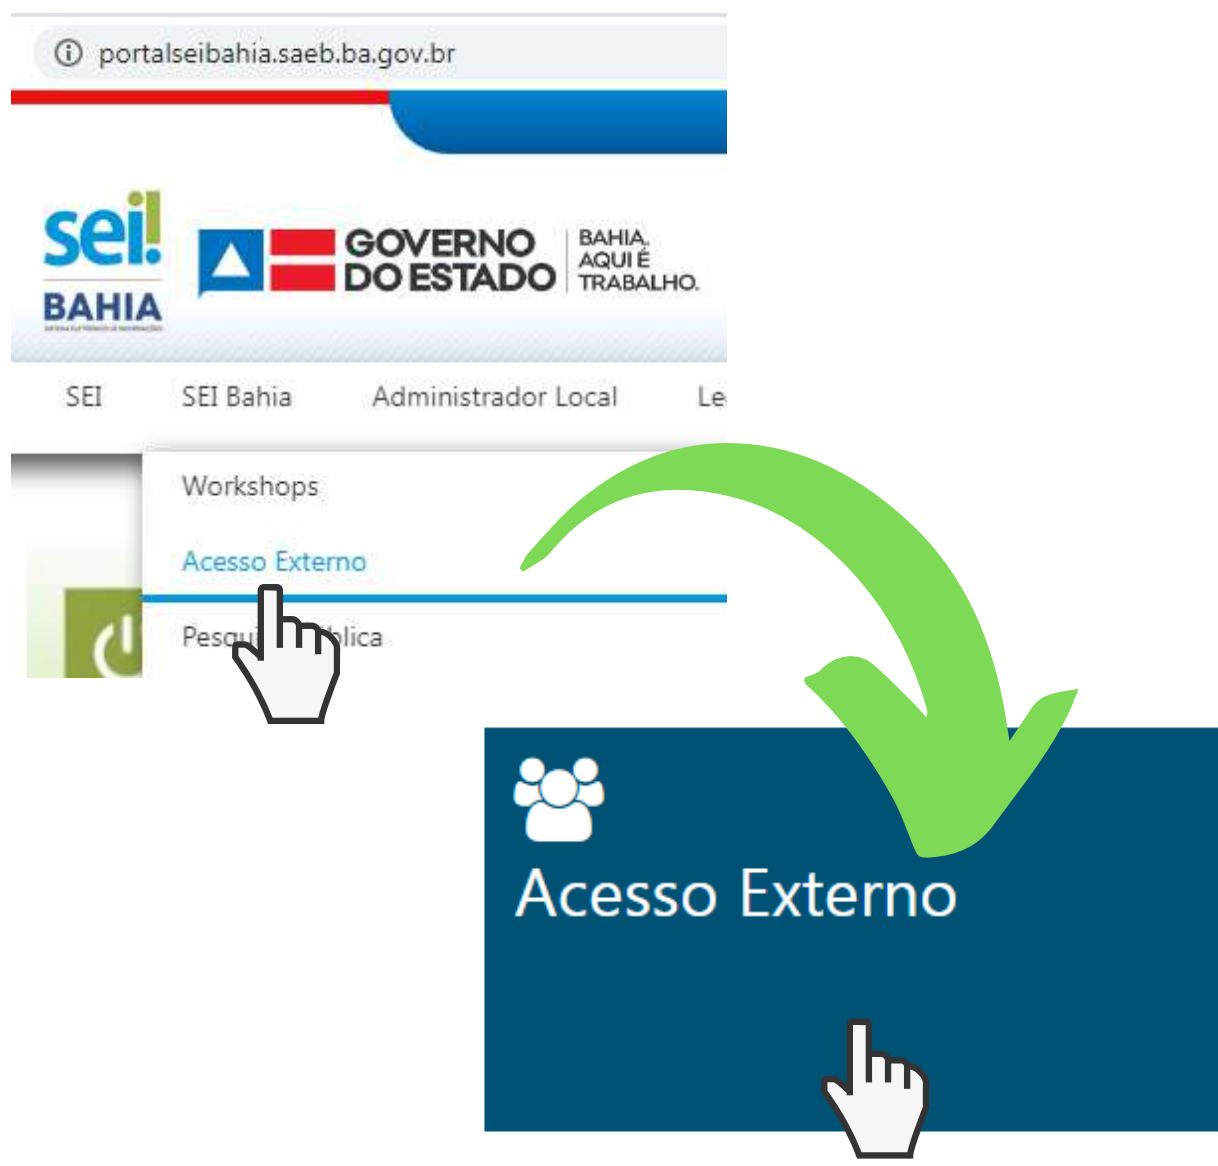 portalseibahia.saeb.ba.gov.br
sei!
BAHIA
GOVERNO
DO ESTADO
BAHIA.
AQUI É
TRABALHO.
SEI SEI Bahia Administrador Local
Workshops
Acesso Externo
Acesso Externo